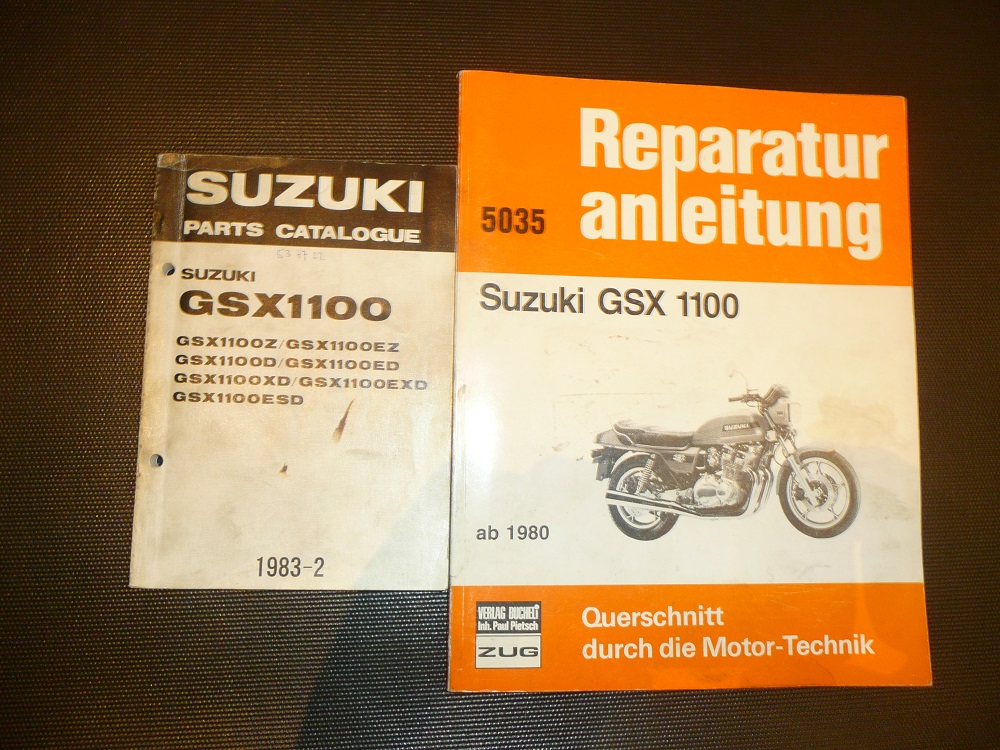 SUZUKI
PARTS CATALOGUE
SUZUKI
GSX1100
GSX1100Z/GSX1100EZ
GSX1100D/GSX1100ED
GSX1100XD/GSX1100EXD
GSX1100ESD
1983-2
Reparatur
anleitung
5035
Suzuki GSX 1100
SUZUKI
ab 1980
VERLAG BUCHELI
Inh. Paul Pietsch
ZUG
Querschnitt
durch die Motor-Technik